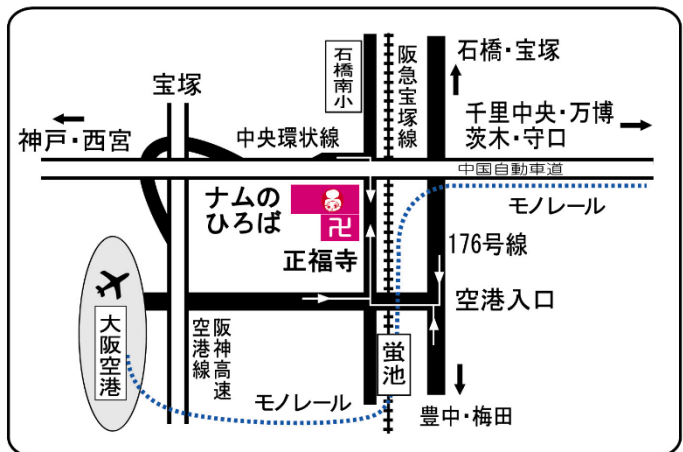 石橋南小
阪急宝塚線
石橋・宝塚
宝塚
千里中央・万博
茨木・守口
神戸・西宮
中央環状線
中国自動車道
ナムの
ひろば
卍
正福寺
モノレール
176号線
空港入口
大阪空港
阪神高速
空港線
蛍池
モノレール
豊中・梅田